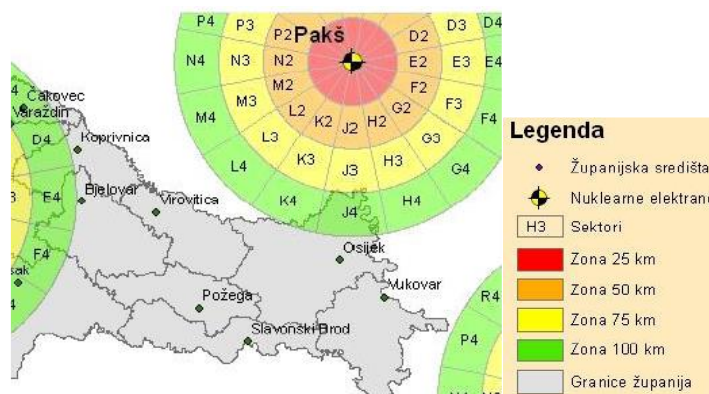 P4 P3 P2 Pakš D2 D3 D4
N4 N3 N2 E2 E3 E4
M4 M3 M2 F2 F3 F4
L4 L3 L2 K2 J2 H2 G2 G3 G4
K4 K3 J3 H3 H4
J4
Čakovec
Varaždin
D4
Koprivnica
E4
Bjelovar
Virovitica
F4
Osijek
Vukovar
Požega
Slavonski Brod
R4
P4
Legenda
Županijska središta
Nuklearne elektrane
H3 Sektori
Zona 25 km
Zona 50 km
Zona 75 km
Zona 100 km
Granice županija